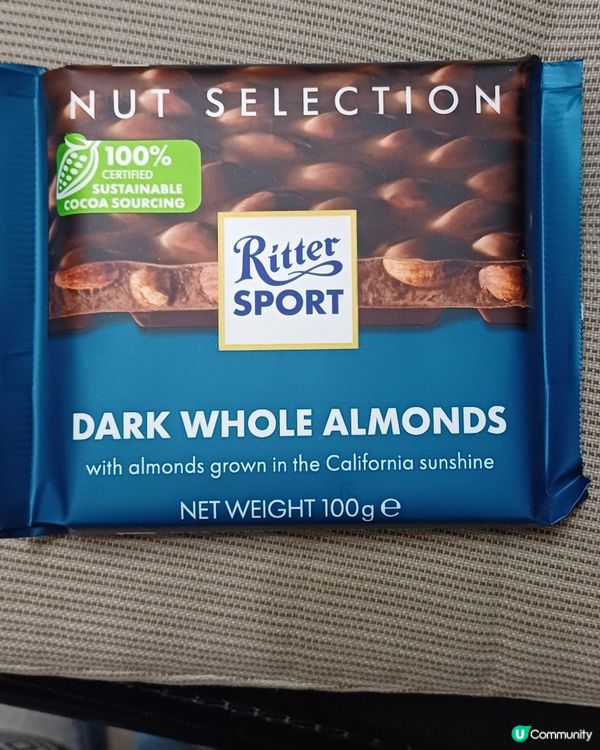 NUT SELECTION
100%
CERTIFIED
SUSTAINABLE
COCOA SOURCING
Ritter
SPORT
DARK WHOLE ALMONDS
with almonds grown in the California sunshine
NET WEIGHT 100g e
U Community